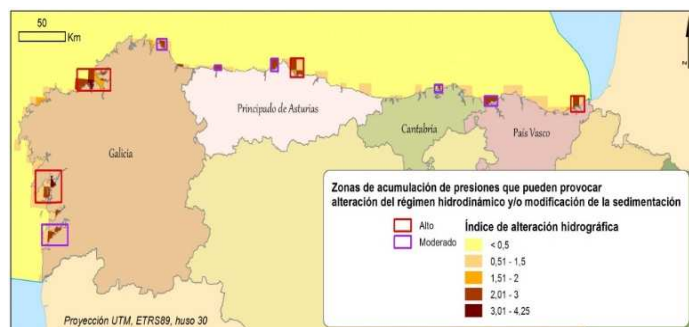 50
Km
N
Principado de Asturias
Cantabria
País Vasco
Galicia
Zonas de acumulación de presiones que pueden provocar
alteración del régimen hidrodinámico y/o modificación de la sedimentación
Alto
Moderado
Índice de alteración hidrográfica
< 0,5
0,51 - 1,5
1,51 - 2
2,01 - 3
3,01 - 4,25
Proyección UTM, ETRS89, huso 30